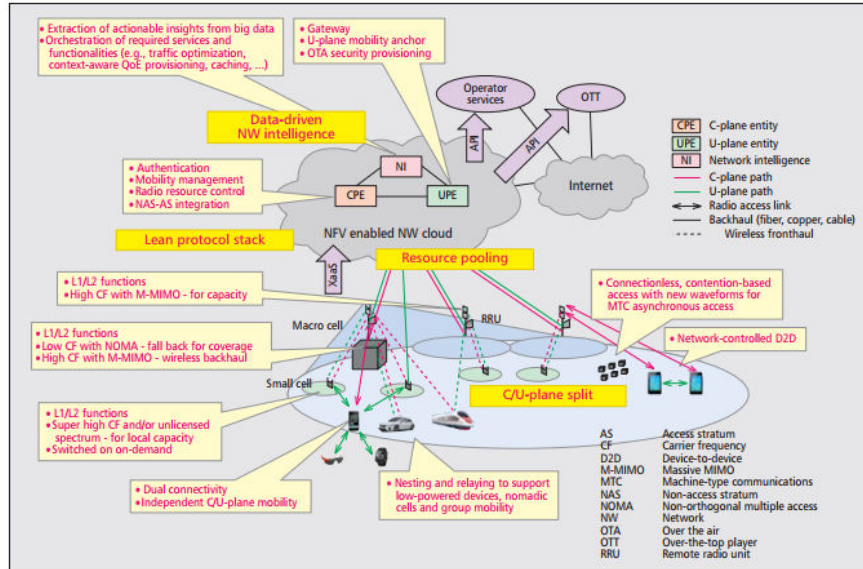 • Extraction of actionable insights from big data
• Orchestration of required services and
functionalities (e.g., traffic optimization,
context-aware QoE provisioning, caching, ...)
• Gateway
• U-plane mobility anchor
• OTA security provisioning
Operator
services
OTT
Data-driven
NW intelligence
API
API
CPE C-plane entity
UPE U-plane entity
NI Network intelligence
C-plane path
U-plane path
Radio access link
Backhaul (fiber, copper, cable)
Wireless fronthaul
• Authentication
• Mobility management
• Radio resource control
• NAS-AS integration
NI
CPE
UPE
Internet
NFV enabled NW cloud
Lean protocol stack
Resource pooling
XaaS
• L1/L2 functions
• High CF with M-MIMO - for capacity
• Connectionless, contention-based
access with new waveforms for
MTC asynchronous access
Macro cell
RRU
• L1/L2 functions
• Low CF with NOMA - fall back for coverage
• High CF with M-MIMO - wireless backhaul
• Network-controlled D2D
Small cell
C/U-plane split
• L1/L2 functions
• Super high CF and/or unlicensed
spectrum - for local capacity
• Switched on on-demand
• Dual connectivity
• Independent C/U-plane mobility
• Nesting and relaying to support
low-powered devices, nomadic
cells and group mobility
AS Access stratum
CF Carrier frequency
D2D Device-to-device
M-MIMO Massive MIMO
MTC Machine-type communications
NAS Non-access stratum
NOMA Non-orthogonal multiple access
NW Network
OTA Over the air
OTT Over-the-top player
RRU Remote radio unit